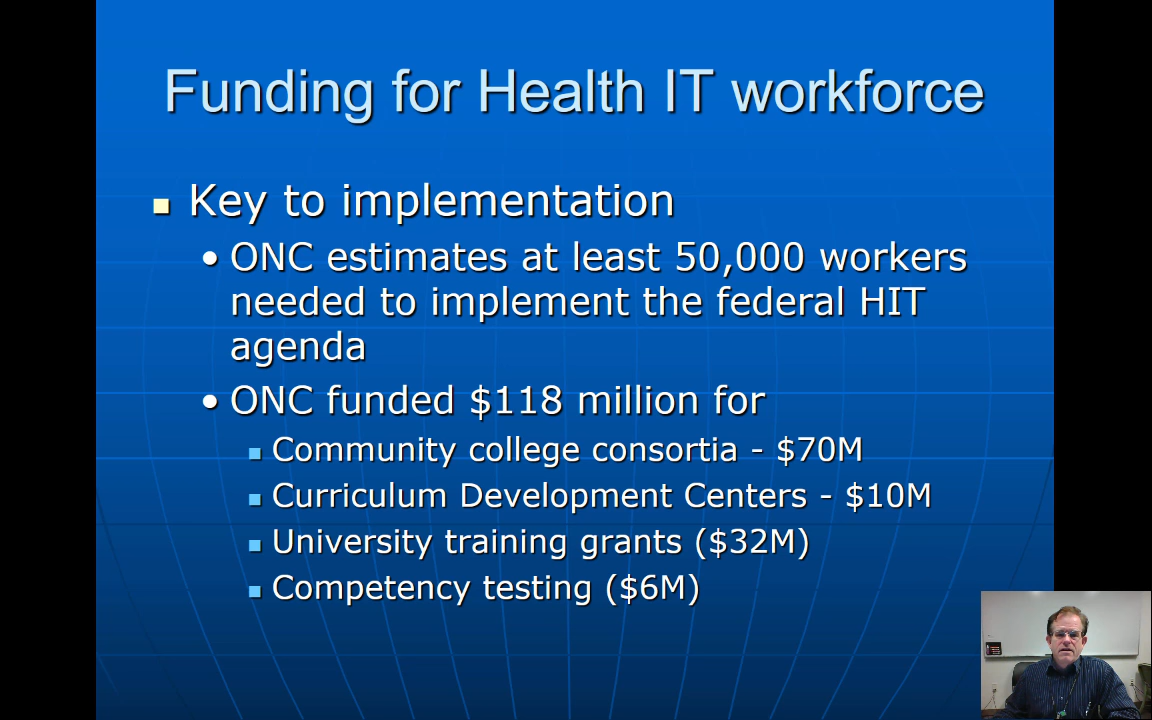 Funding for Health IT workforce
Key to implementation
ONC estimates at least 50,000 workers
needed to implement the federal HIT
agenda
ONC funded $118 million for
Community college consortia - $70M
Curriculum Development Centers - $10M
University training grants ($32M)
Competency testing ($6M)